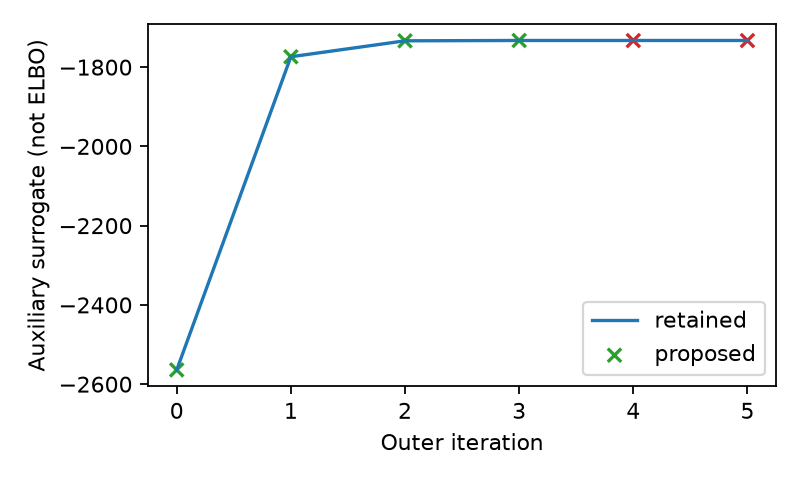 Auxiliary surrogate (not ELBO)
−1800
−2000
−2200
−2400
−2600
retained
proposed
0 1 2 3 4 5
Outer iteration